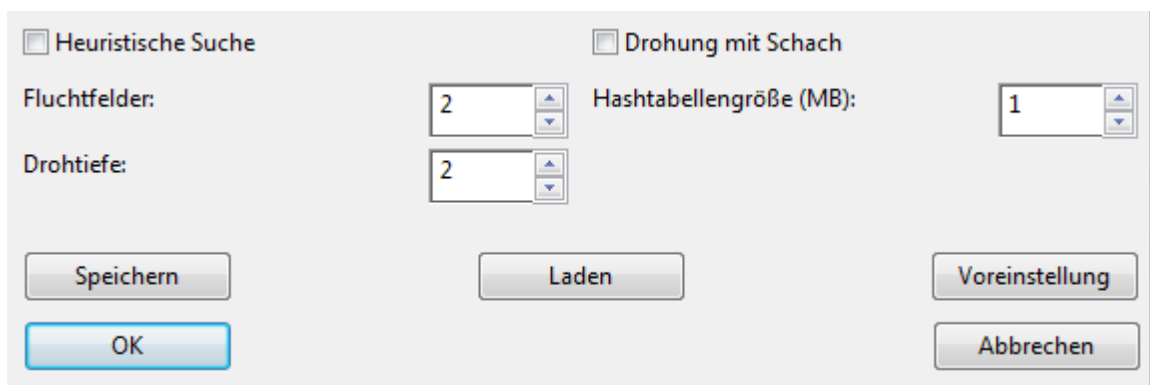 Heuristische Suche Drohung mit Schach
Fluchtfelder: 2 Hashtabellengröße (MB): 1
Drohtiefe: 2
Speichern Laden Voreinstellung
OK Abbrechen